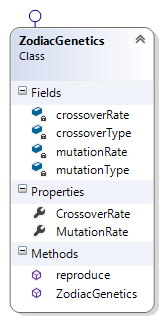 ZodiacGenetics
Class
Fields
crossoverRate
crossoverType
mutationRate
mutationType
Properties
CrossoverRate
MutationRate
Methods
reproduce
ZodiacGenetics